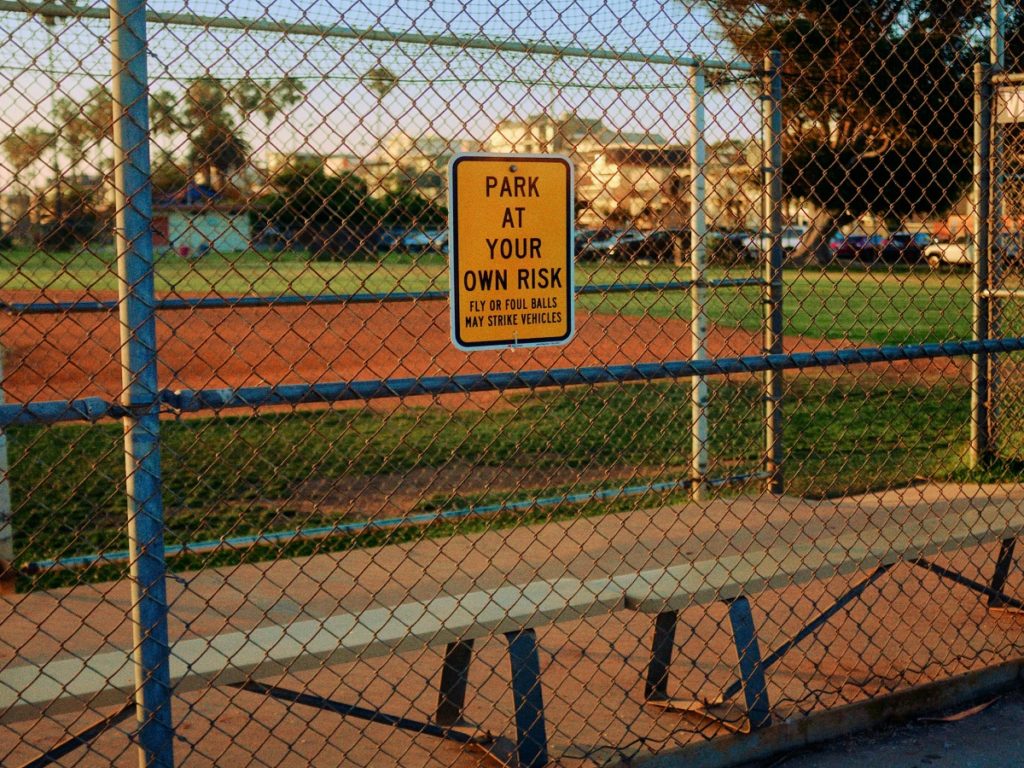 PARK
AT
YOUR
OWN RISK
FLY OR FOUL BALLS
MAY STRIKE VEHICLES